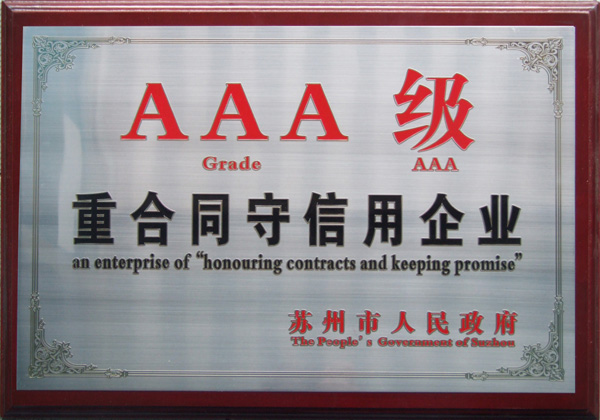 AAA 级
Grade AAA
重合同守信用企业
an enterprise of “honouring contracts and keeping promise”
苏州市人民政府
The People’s Government of Suzhou